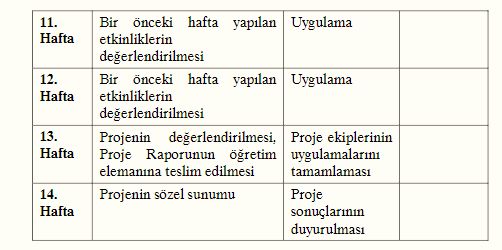 11. Hafta
Bir önceki hafta yapılan
etkinliklerin
değerlendirilmesi
Uygulama
12. Hafta
Bir önceki hafta yapılan
etkinliklerin
değerlendirilmesi
Uygulama
13. Hafta
Projenin değerlendirilmesi,
Proje Raporunun öğretim
elemanına teslim edilmesi
Proje ekiplerinin
uygulamalarını
tamamlaması
14. Hafta
Projenin sözel sunumu
Proje
sonuçlarının
duyurulması